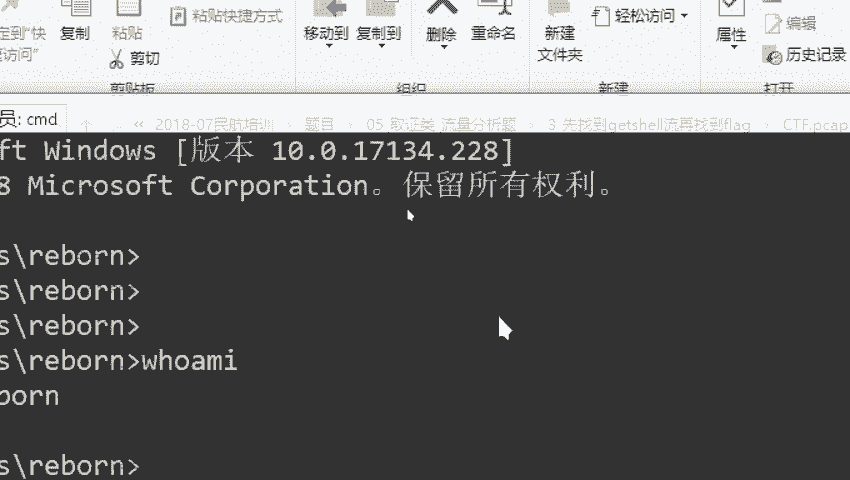 粘贴快捷方式
轻松访问
编辑
定到"快
速访问"
复制
粘贴
剪切
移动到
复制到
删除
重命名
新建
文件夹
属性
历史记录
剪贴板
组织
新建
打开
员: cmd
« 2018-07民航培训 › 题目 › 05 取证类 流量分析题 › 3 先找到getshell流再找到flag › CTF.pcap
ft Windows [版本 10.0.17134.228]
8 Microsoft Corporation。保留所有权利。
s\reborn>
s\reborn>
s\reborn>
s\reborn>whoami
born
s\reborn>